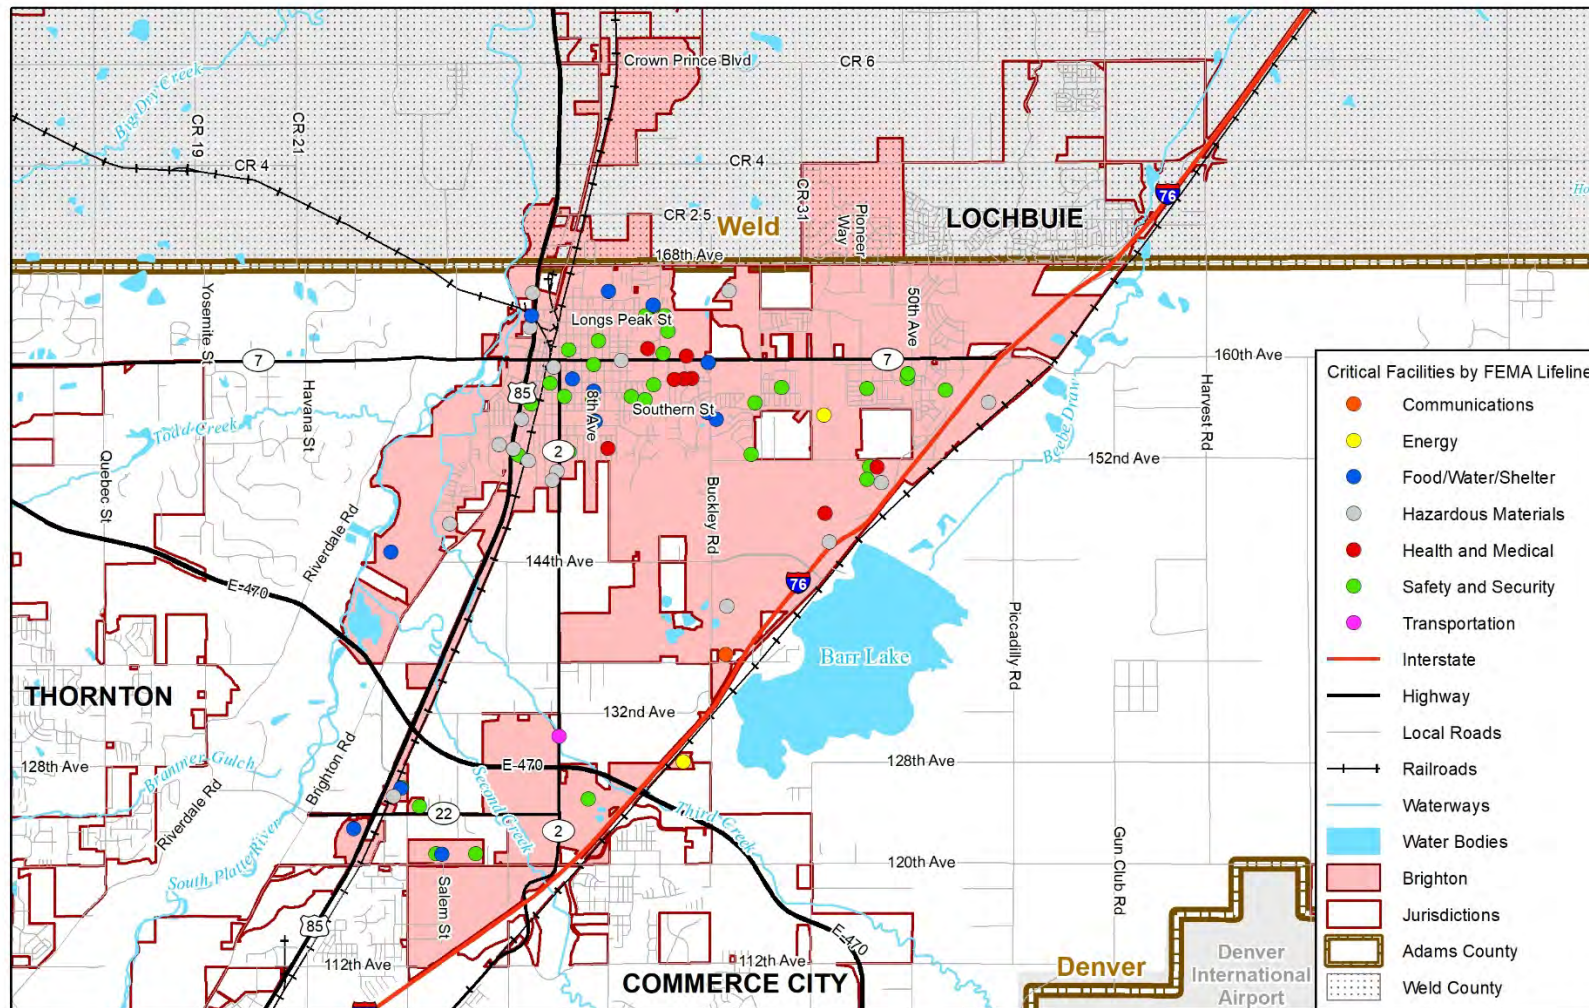 Crown Prince Blvd
CR 6
Big Dry Creek
CR 19
CR 21
CR 4
CR 4
76
CR 31
Pioneer
Way
LOCHBUIE
Ho
CR 2.5
Weld
168th Ave
Yosemite St
50th Ave
Longs Peak St
7
7
160th Ave
85
8th Ave
Southern St
Havana St
Todd Creek
Harvest Rd
Beebe Draw
2
152nd Ave
Quebec St
Buckley Rd
Riverdale Rd
144th Ave
E-470
76
Piccadilly Rd
Barr Lake
THORNTON
132nd Ave
128th Ave
Brantner Gulch
Brighton Rd
E-470
128th Ave
Second Creek
Third Creek
Riverdale Rd
22
2
South Platte River
120th Ave
Gun Club Rd
Salem St
85
E-470
112th Ave
112th Ave
COMMERCE CITY
Denver
Denver
International
Airport
Critical Facilities by FEMA Lifeline
Communications
Energy
Food/Water/Shelter
Hazardous Materials
Health and Medical
Safety and Security
Transportation
Interstate
Highway
Local Roads
Railroads
Waterways
Water Bodies
Brighton
Jurisdictions
Adams County
Weld County